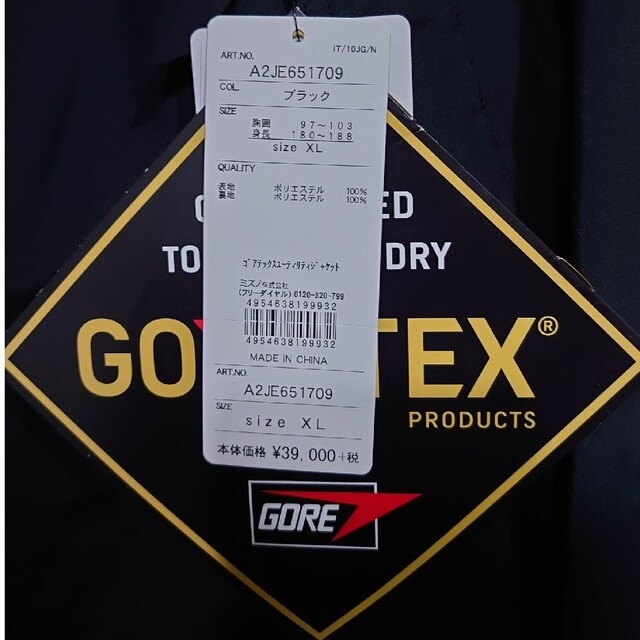 IT/10JG/N
ART.NO.
A2JE651709
COL.
ブラック
SIZE
胸囲 97~103
身長 180~188
size XL
QUALITY
表地 ポリエステル 100%
裏地 ポリエステル 100%
ｺﾞｱﾃｯｸｽﾕｰﾃｨﾘﾃｨｼﾞｬｹｯﾄ
ミズノ株式会社
(フリーダイヤル)0120-320-799
4954638199932
4954638199932
MADE IN CHINA
ART.NO.
A2JE651709
SIZE
size XL
本体価格 ¥39,000+税
ED
TO DRY
GO TEX®
PRODUCTS
GORE